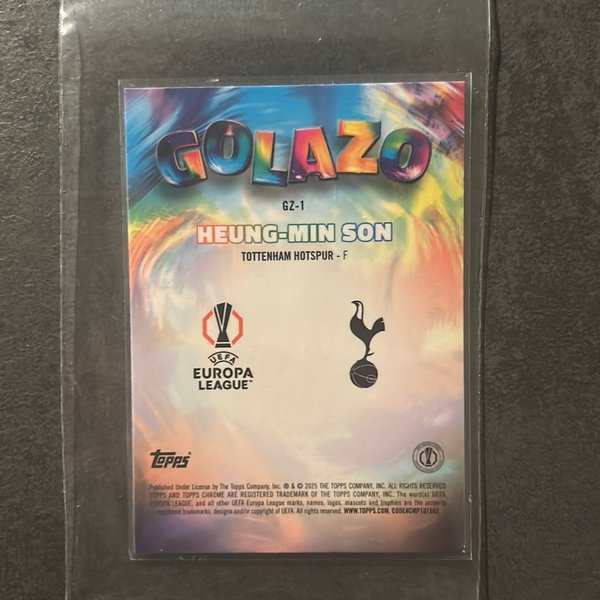 GOLAZO
GZ-1
HEUNG-MIN SON
TOTTENHAM HOTSPUR - F
UEFA
EUROPA
LEAGUE™
Topps®
Published Under License by The Topps Company, Inc. ® & © 2025 THE TOPPS COMPANY, INC. ALL RIGHTS RESERVED.
TOPPS AND TOPPS CHROME ARE REGISTERED TRADEMARK OF THE TOPPS COMPANY, INC. The word(s) UEFA,
EUROPA LEAGUE, and all other UEFA Europa League marks, names, logos, mascots and trophies are the property
registered trademarks, designs and/or copyright of UEFA. All rights reserved. WWW.TOPPS.COM.